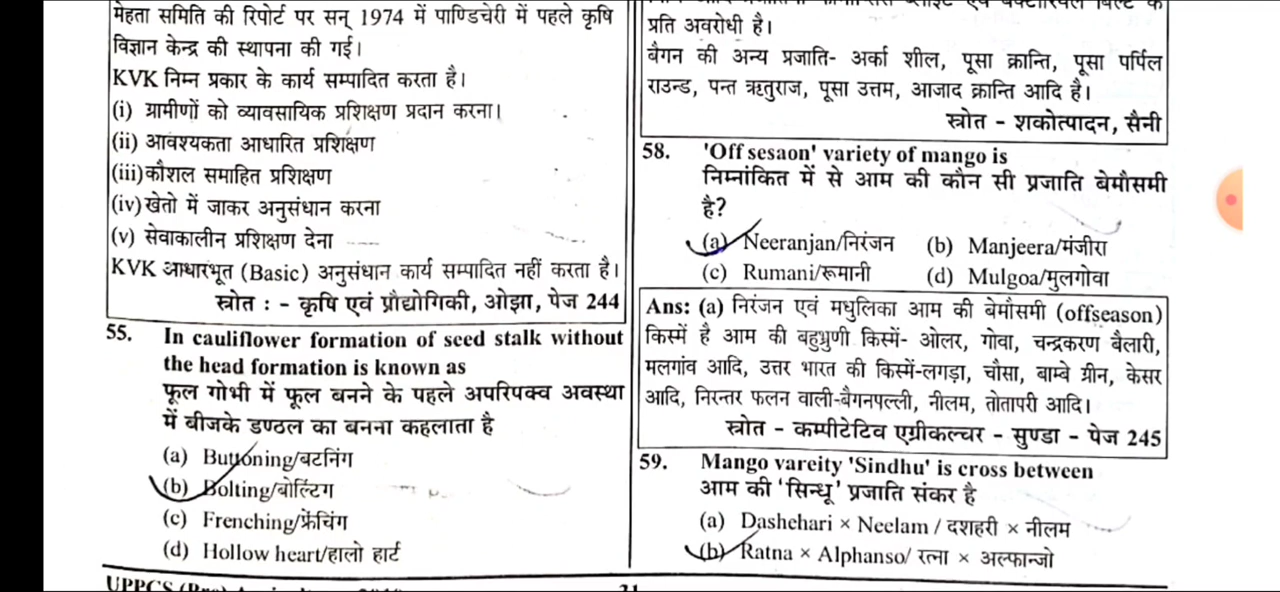 मेहता समिति की रिपोर्ट पर सन् 1974 में पाण्डिचेरी में पहले कृषि
विज्ञान केन्द्र की स्थापना की गई।
KVK निम्न प्रकार के कार्य सम्पादित करता है।
(i) ग्रामीणों को व्यावसायिक प्रशिक्षण प्रदान करना।
(ii) आवश्यकता आधारित प्रशिक्षण
(iii) कौशल समाहित प्रशिक्षण
(iv) खेतो में जाकर अनुसंधान करना
(v) सेवाकालीन प्रशिक्षण देना
KVK आधारभूत (Basic) अनुसंधान कार्य सम्पादित नहीं करता है।
स्रोत : - कृषि एवं प्रौद्योगिकी, ओझा, पेज 244
55. In cauliflower formation of seed stalk without
the head formation is known as
फूल गोभी में फूल बनने के पहले अपरिपक्व अवस्था
में बीजके डण्ठल का बनना कहलाता है
(a) Buttoning/बटनिंग
(b) Bolting/बोल्टिग
(c) Frenching/फ्रेंचिंग
(d) Hollow heart/हालो हार्ट
प्रति अवरोधी है।
बैगन की अन्य प्रजाति- अर्का शील, पूसा क्रान्ति, पूसा पर्पिल
राउन्ड, पन्त ऋतुराज, पूसा उत्तम, आजाद क्रान्ति आदि है।
स्त्रोत - शकोत्पादन, सैनी
58. 'Off sesaon' variety of mango is
निम्नांकित में से आम की कौन सी प्रजाति बेमौसमी
है?
(a) Neeranjan/निरंजन (b) Manjeera/मंजीरा
(c) Rumani/रूमानी (d) Mulgoa/मुलगोवा
Ans: (a) निरंजन एवं मधुलिका आम की बेमौसमी (offseason)
किस्में है आम की बहुभ्रुणी किस्में- ओलर, गोवा, चन्द्रकरण बैलारी,
मलगांव आदि, उत्तर भारत की किस्में-लगड़ा, चौसा, बाम्वे ग्रीन, केसर
आदि, निरन्तर फलन वाली-बैगनपल्ली, नीलम, तोतापरी आदि।
स्त्रोत - कम्पीटेटिव एग्रीकल्चर - सुण्डा - पेज 245
59. Mango vareity 'Sindhu' is cross between
आम की 'सिन्धू' प्रजाति संकर है
(a) Dashehari × Neelam / दशहरी × नीलम
(b) Ratna × Alphanso/ रत्ना × अल्फान्जो